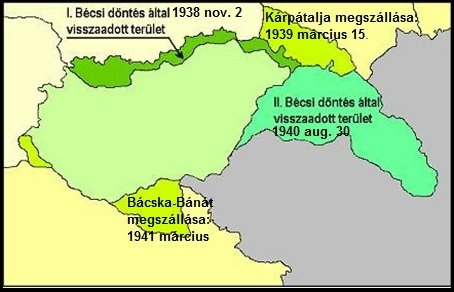 I. Bécsi döntés által 1938 nov. 2
visszaadott terület
Kárpátalja megszállása:
1939 március 15.
II. Bécsi döntés által
visszaadott terület
1940 aug. 30
Bácska-Bánát
megszállása:
1941 március